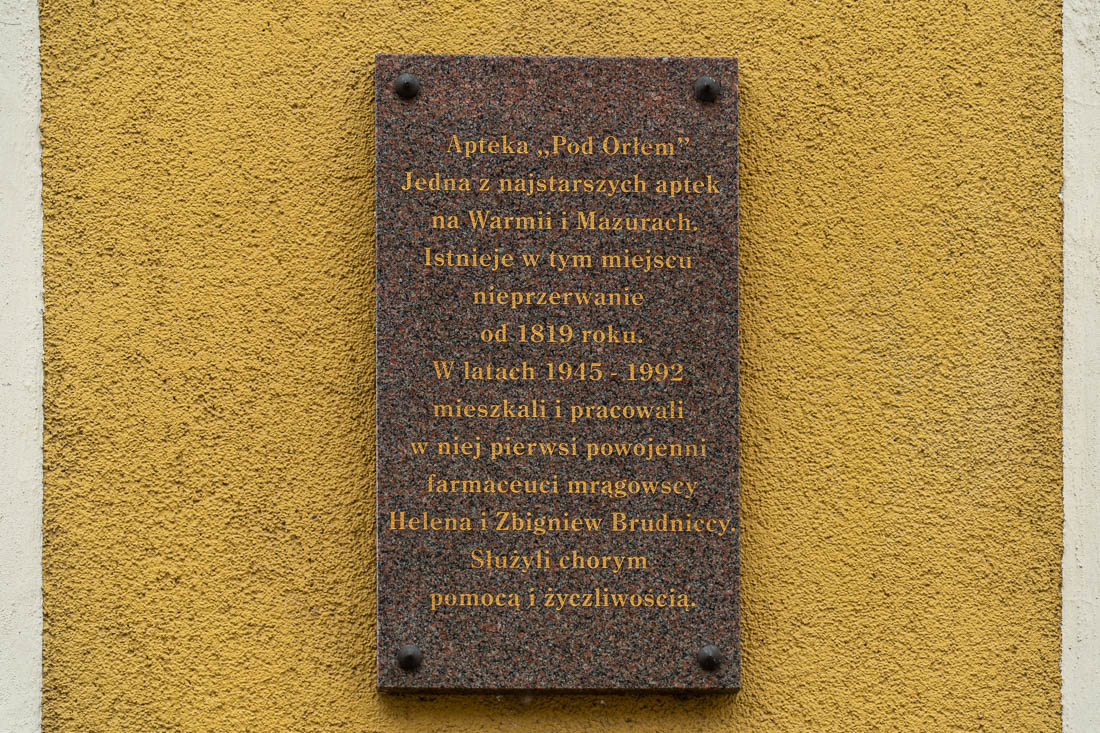 Apteka „Pod Orłem”
Jedna z najstarszych aptek
na Warmii i Mazurach.
Istnieje w tym miejscu
nieprzerwanie
od 1819 roku.
W latach 1945 - 1992
mieszkali i pracowali
w niej pierwsi powojenni
farmaceuci mrągowscy
Helena i Zbigniew Brudniccy.
Służyli chorym
pomocą i życzliwością.